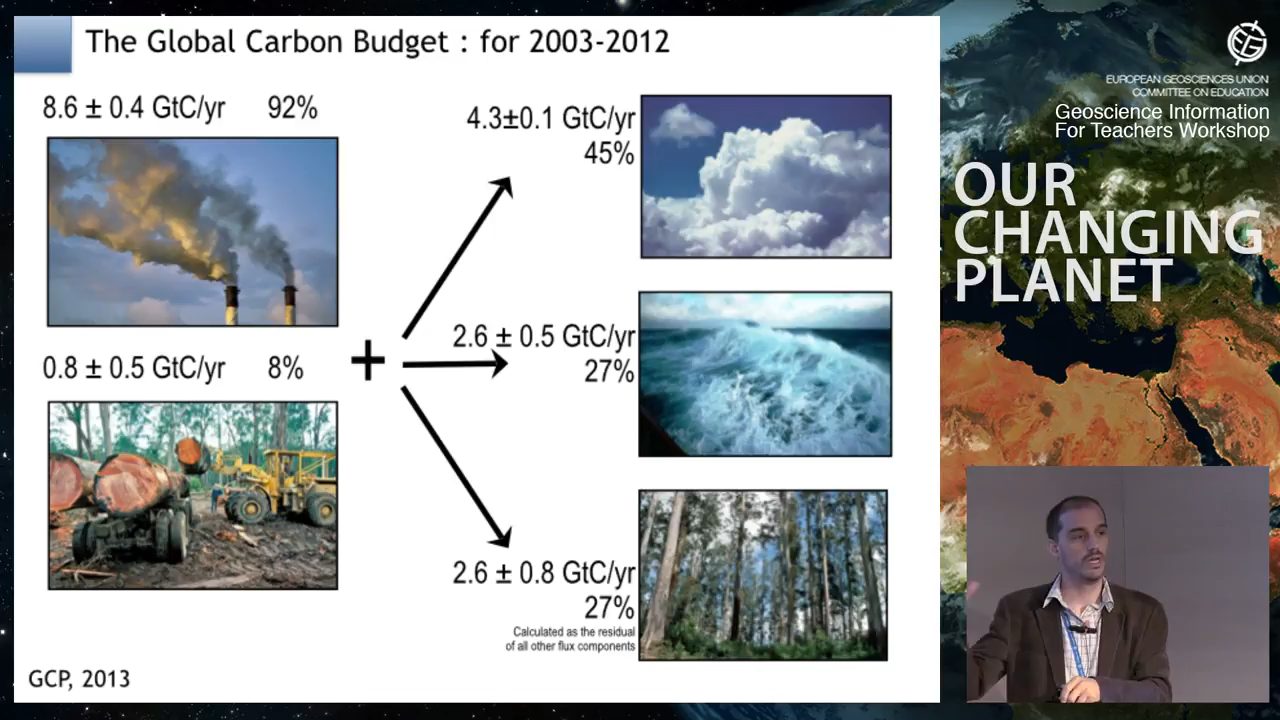 The Global Carbon Budget : for 2003-2012
8.6 ± 0.4 GtC/yr 92%
4.3±0.1 GtC/yr
45%
0.8 ± 0.5 GtC/yr 8%
+
2.6 ± 0.5 GtC/yr
27%
2.6 ± 0.8 GtC/yr
27%
Calculated as the residual
of all other flux components
GCP, 2013
EUROPEAN GEOSCIENCES UNION
COMMITTEE ON EDUCATION
Geoscience Information
For Teachers Workshop
OUR
CHANGING
PLANET